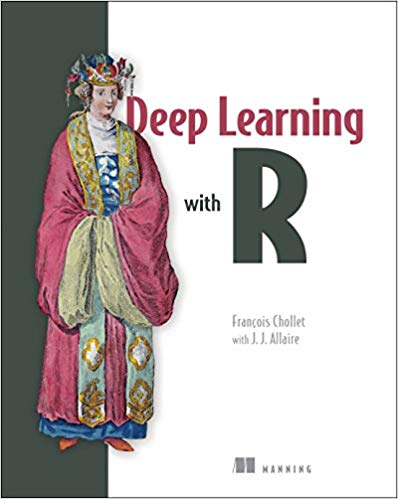 Deep Learning
with R
François Chollet
with J. J. Allaire
MANNING